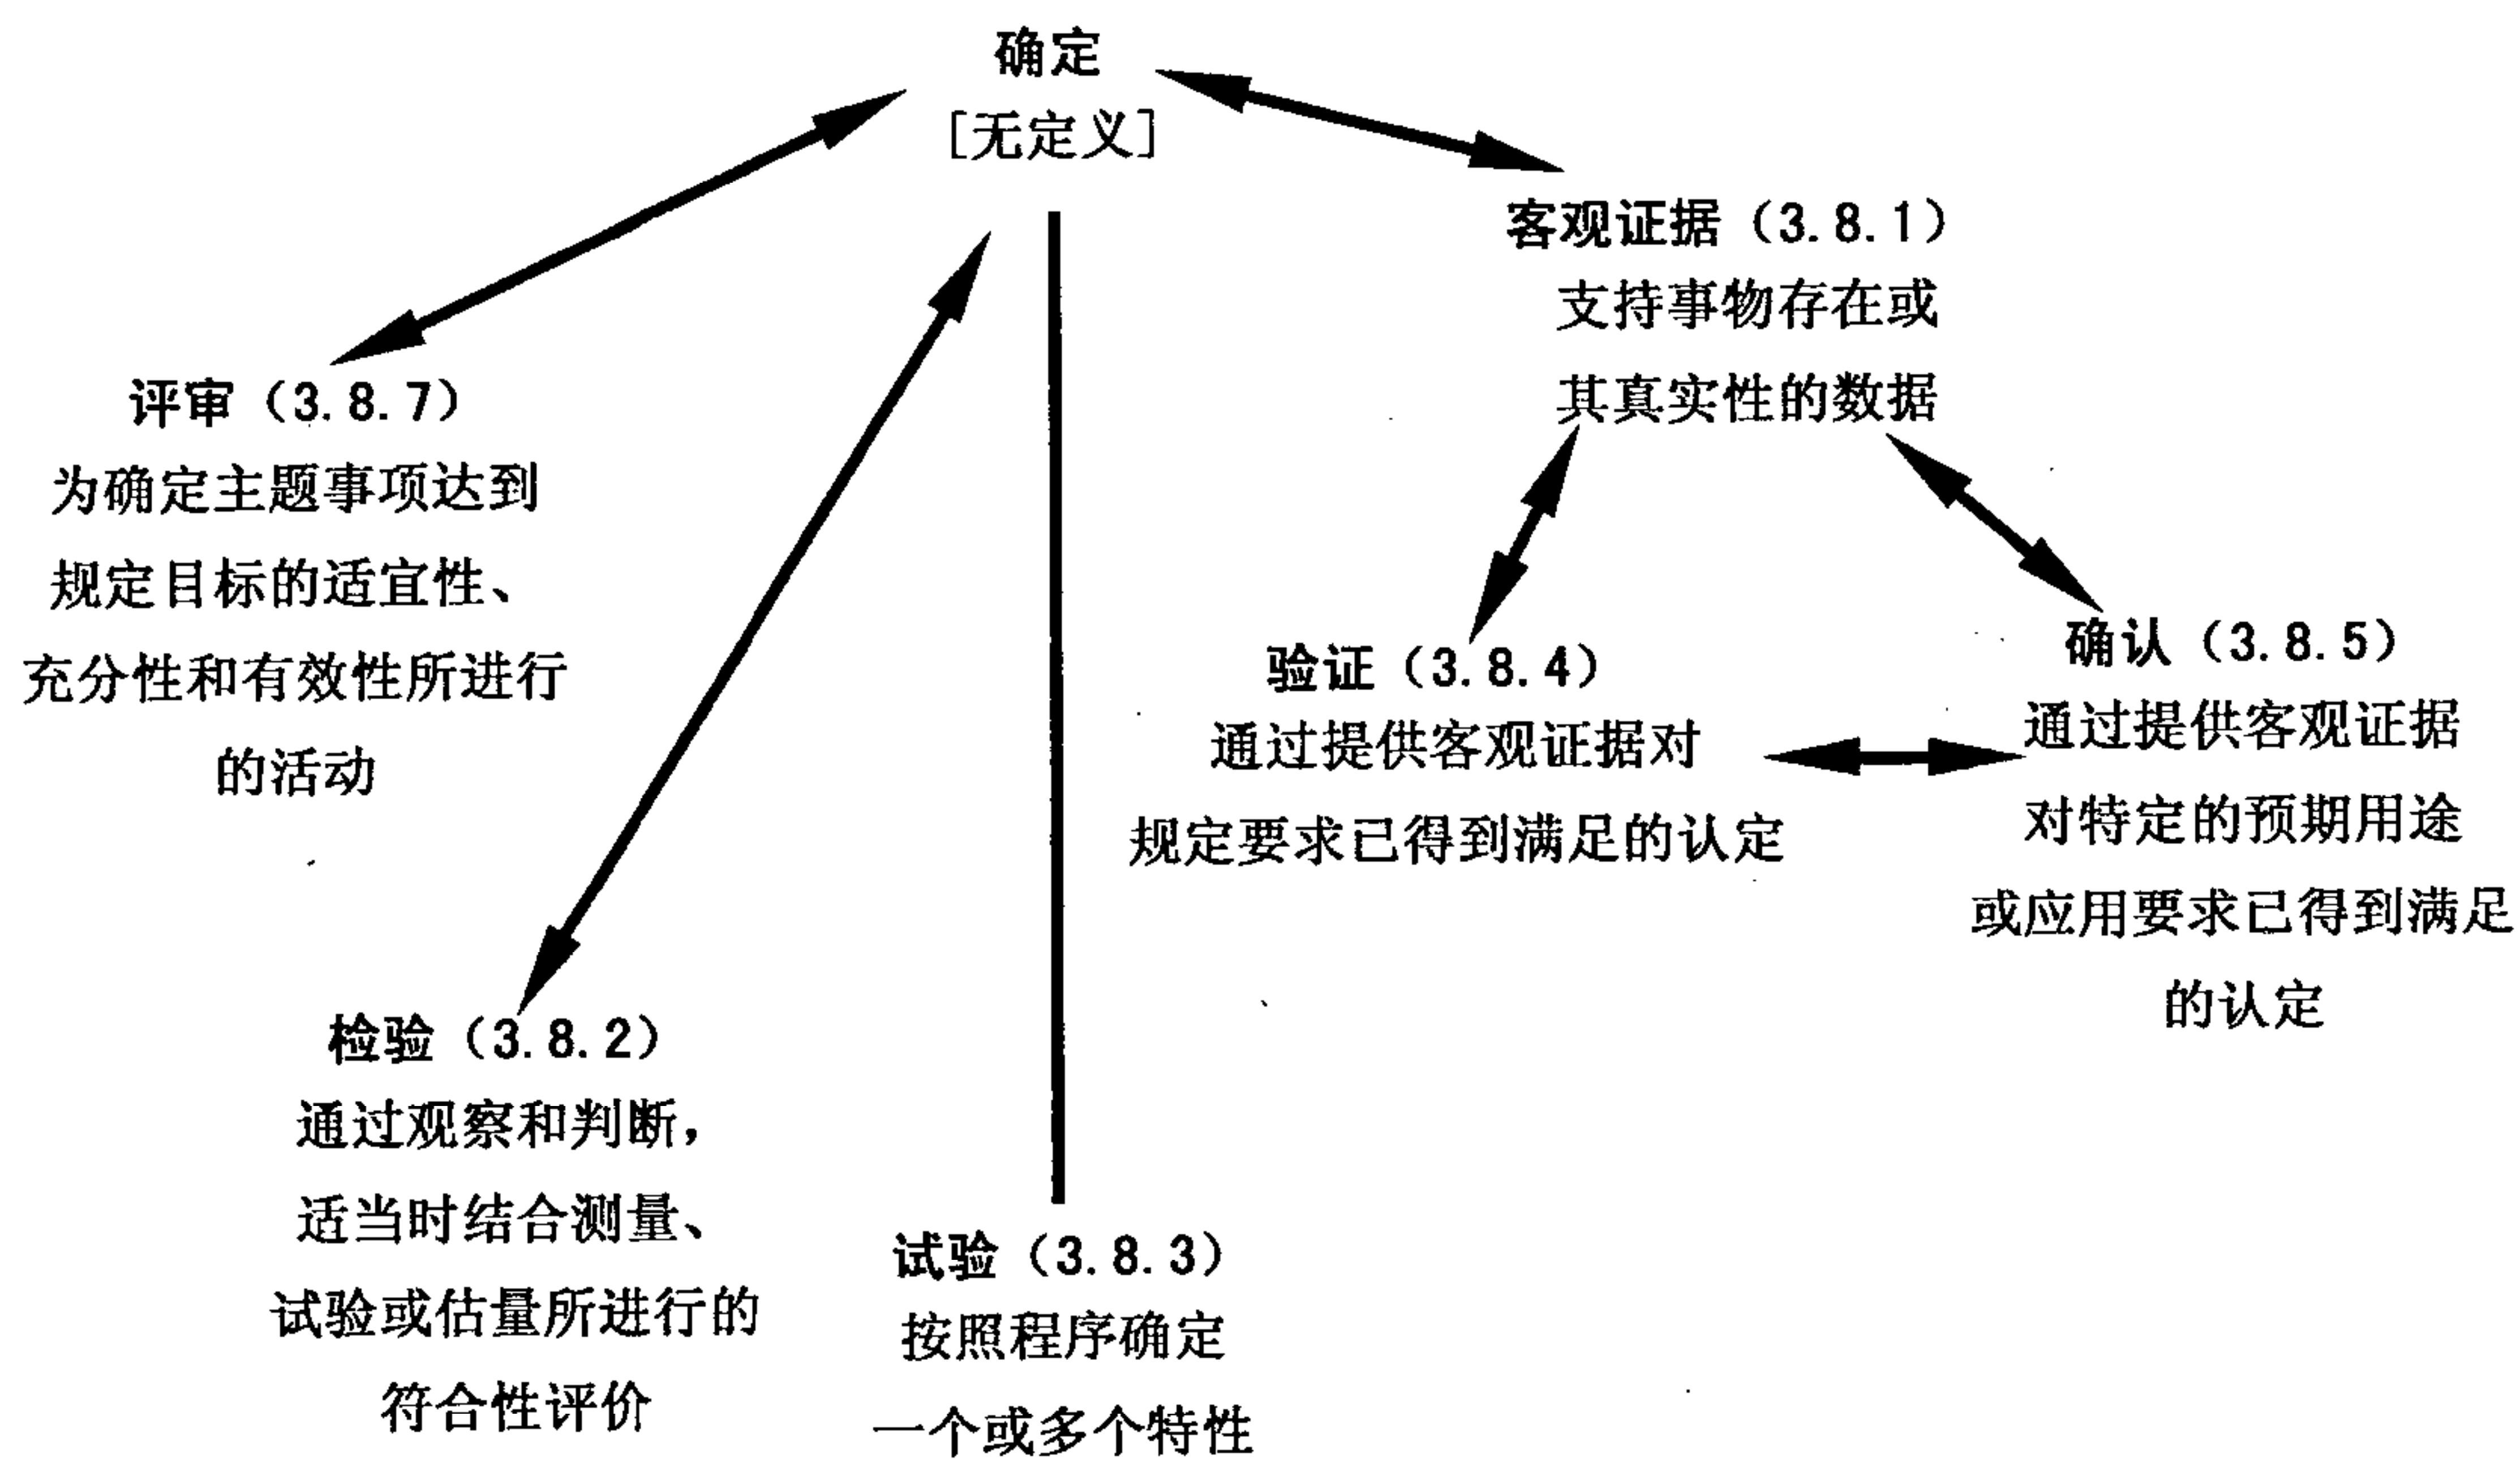 确定
[无定义]
客观证据（3.8.1）
支持事物存在或
其真实性的数据
评审（3.8.7）
为确定主题事项达到
规定目标的适宜性、
充分性和有效性所进行
的活动
验证（3.8.4）
通过提供客观证据对
规定要求已得到满足的认定
确认（3.8.5）
通过提供客观证据
对特定的预期用途
或应用要求已得到满足
的认定
检验（3.8.2）
通过观察和判断，
适当时结合测量、
试验或估量所进行的
符合性评价
试验（3.8.3）
按照程序确定
一个或多个特性